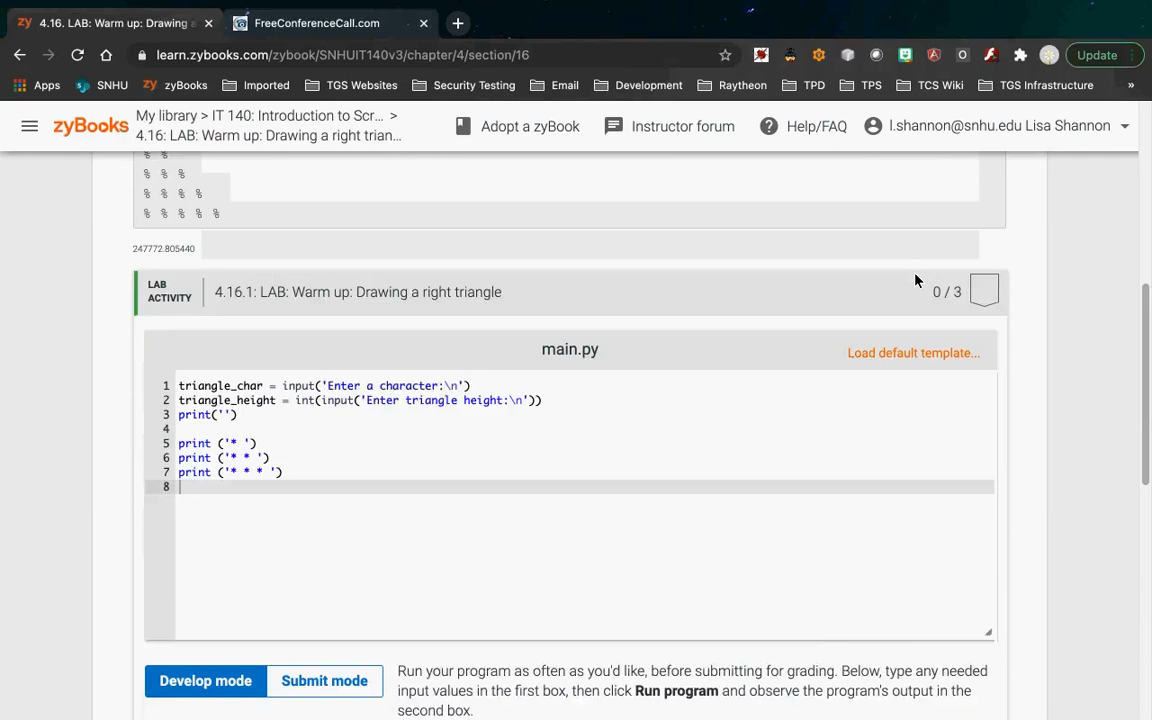 4.16. LAB: Warm up: Drawing a
FreeConferenceCall.com
learn.zybooks.com/zybook/SNHUIT140v3/chapter/4/section/16
Update
Apps SNHU zyBooks Imported TGS Websites Security Testing Email Development Raytheon TPD TPS TCS Wiki TGS Infrastructure »
zyBooks
My library > IT 140: Introduction to Scr... >
4.16: LAB: Warm up: Drawing a right trian...
Adopt a zyBook
Instructor forum
Help/FAQ
l.shannon@snhu.edu Lisa Shannon
% %
% % %
% % % %
% % % % %
247772.805440
LAB
ACTIVITY
4.16.1: LAB: Warm up: Drawing a right triangle
0 / 3
main.py
Load default template...
1 triangle_char = input('Enter a character:\n')
2 triangle_height = int(input('Enter triangle height:\n'))
3 print('')
4
5 print ('* ')
6 print ('* * ')
7 print ('* * * ')
8
Develop mode
Submit mode
Run your program as often as you'd like, before submitting for grading. Below, type any needed
input values in the first box, then click Run program and observe the program's output in the
second box.